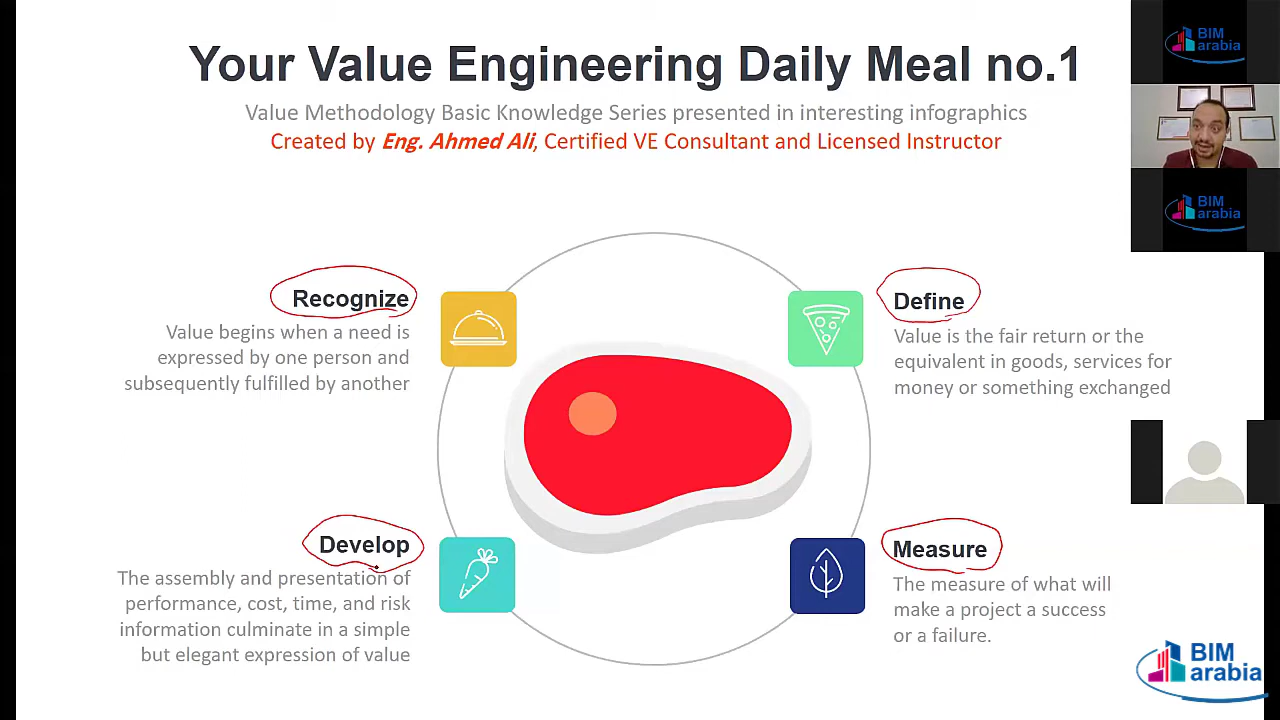 Your Value Engineering Daily Meal no.1
Value Methodology Basic Knowledge Series presented in interesting infographics
Created by Eng. Ahmed Ali, Certified VE Consultant and Licensed Instructor
Recognize
Value begins when a need is
expressed by one person and
subsequently fulfilled by another
Define
Value is the fair return or the
equivalent in goods, services for
money or something exchanged
Develop
The assembly and presentation of
performance, cost, time, and risk
information culminate in a simple
but elegant expression of value
Measure
The measure of what will
make a project a success
or a failure.
BIM
arabia
BIM
arabia
BIM
arabia